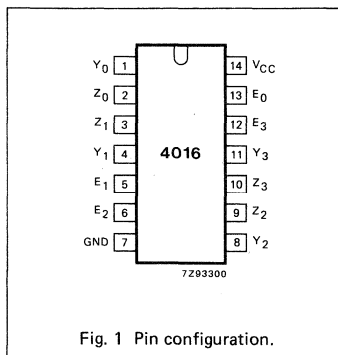 Y0 1 14 VCC
Z0 2 13 E0
Z1 3 12 E3
Y1 4 4016 11 Y3
E1 5 10 Z3
E2 6 9 Z2
GND 7 8 Y2
7Z93300
Fig. 1 Pin configuration.